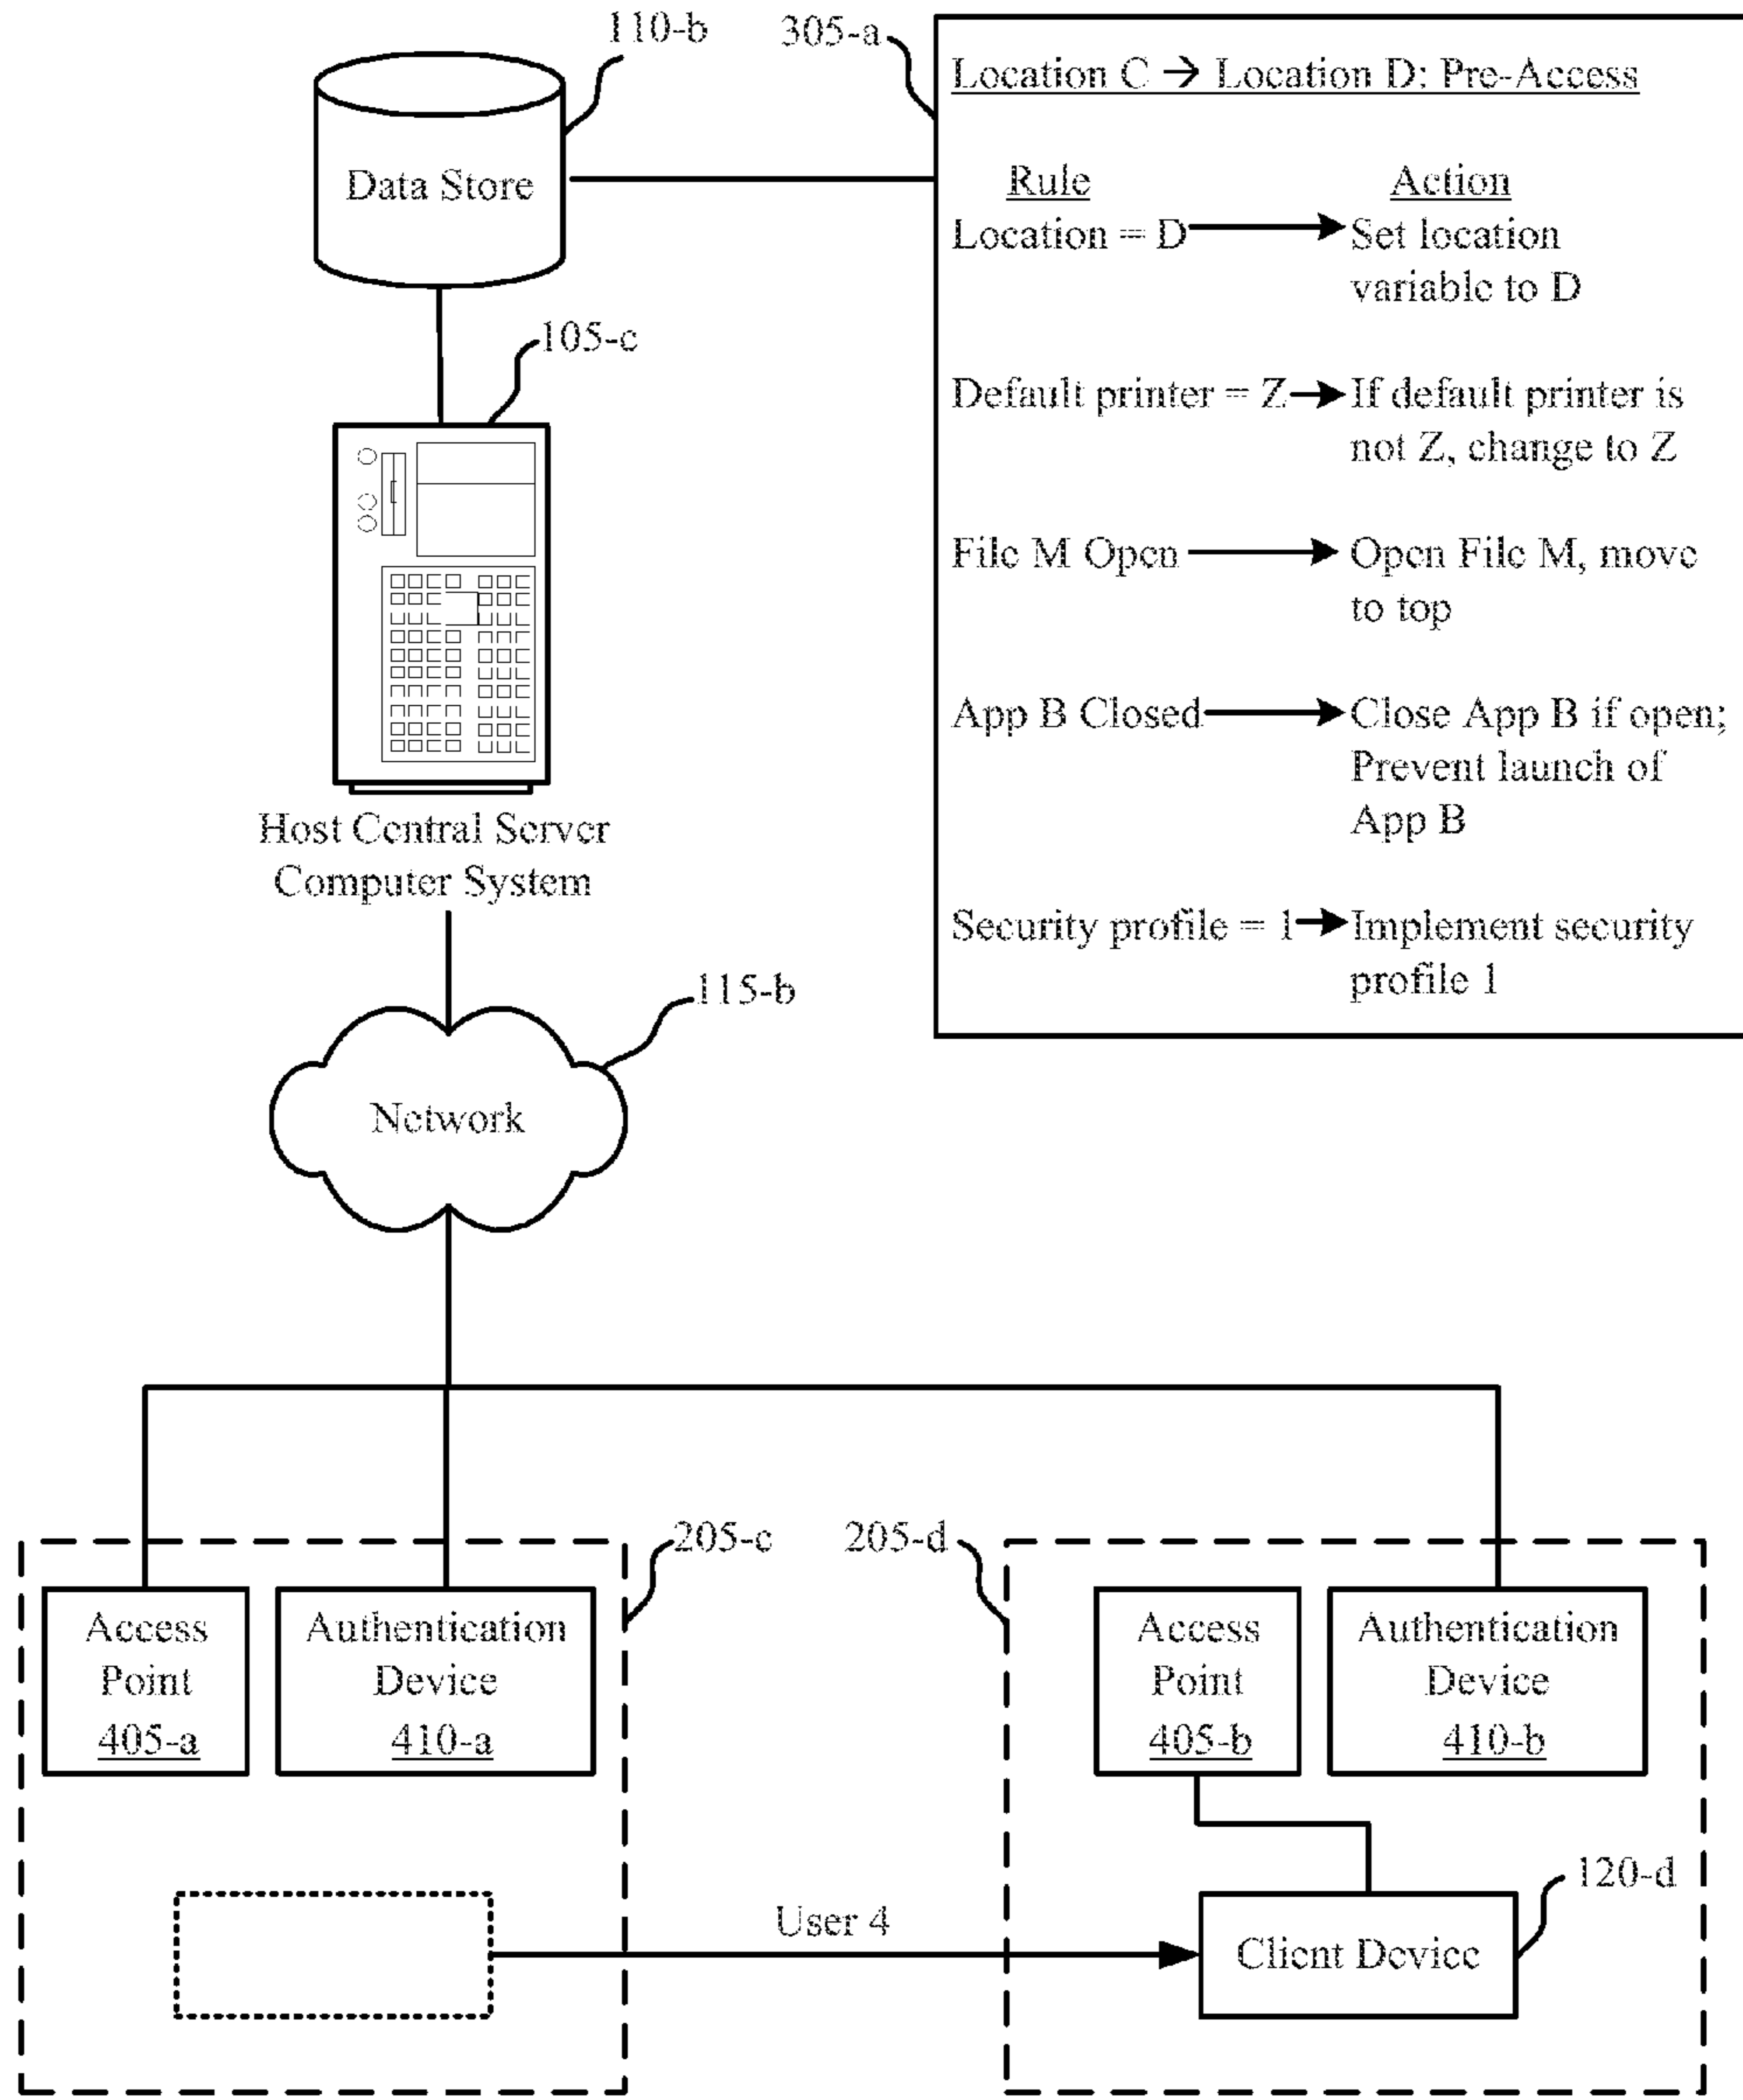 110-b
305-a
Location C → Location D: Pre-Access
Rule
Action
Data Store
Location = D
Set location
variable to D
105-c
Default printer = Z
If default printer is
not Z, change to Z
File M Open
Open File M, move
to top
App B Closed
Close App B if open;
Prevent launch of
App B
Host Central Server
Computer System
Security profile = 1
Implement security
profile 1
115-b
Network
205-c
205-d
Access
Point
405-a
Authentication
Device
410-a
Access
Point
405-b
Authentication
Device
410-b
120-d
User 4
Client Device